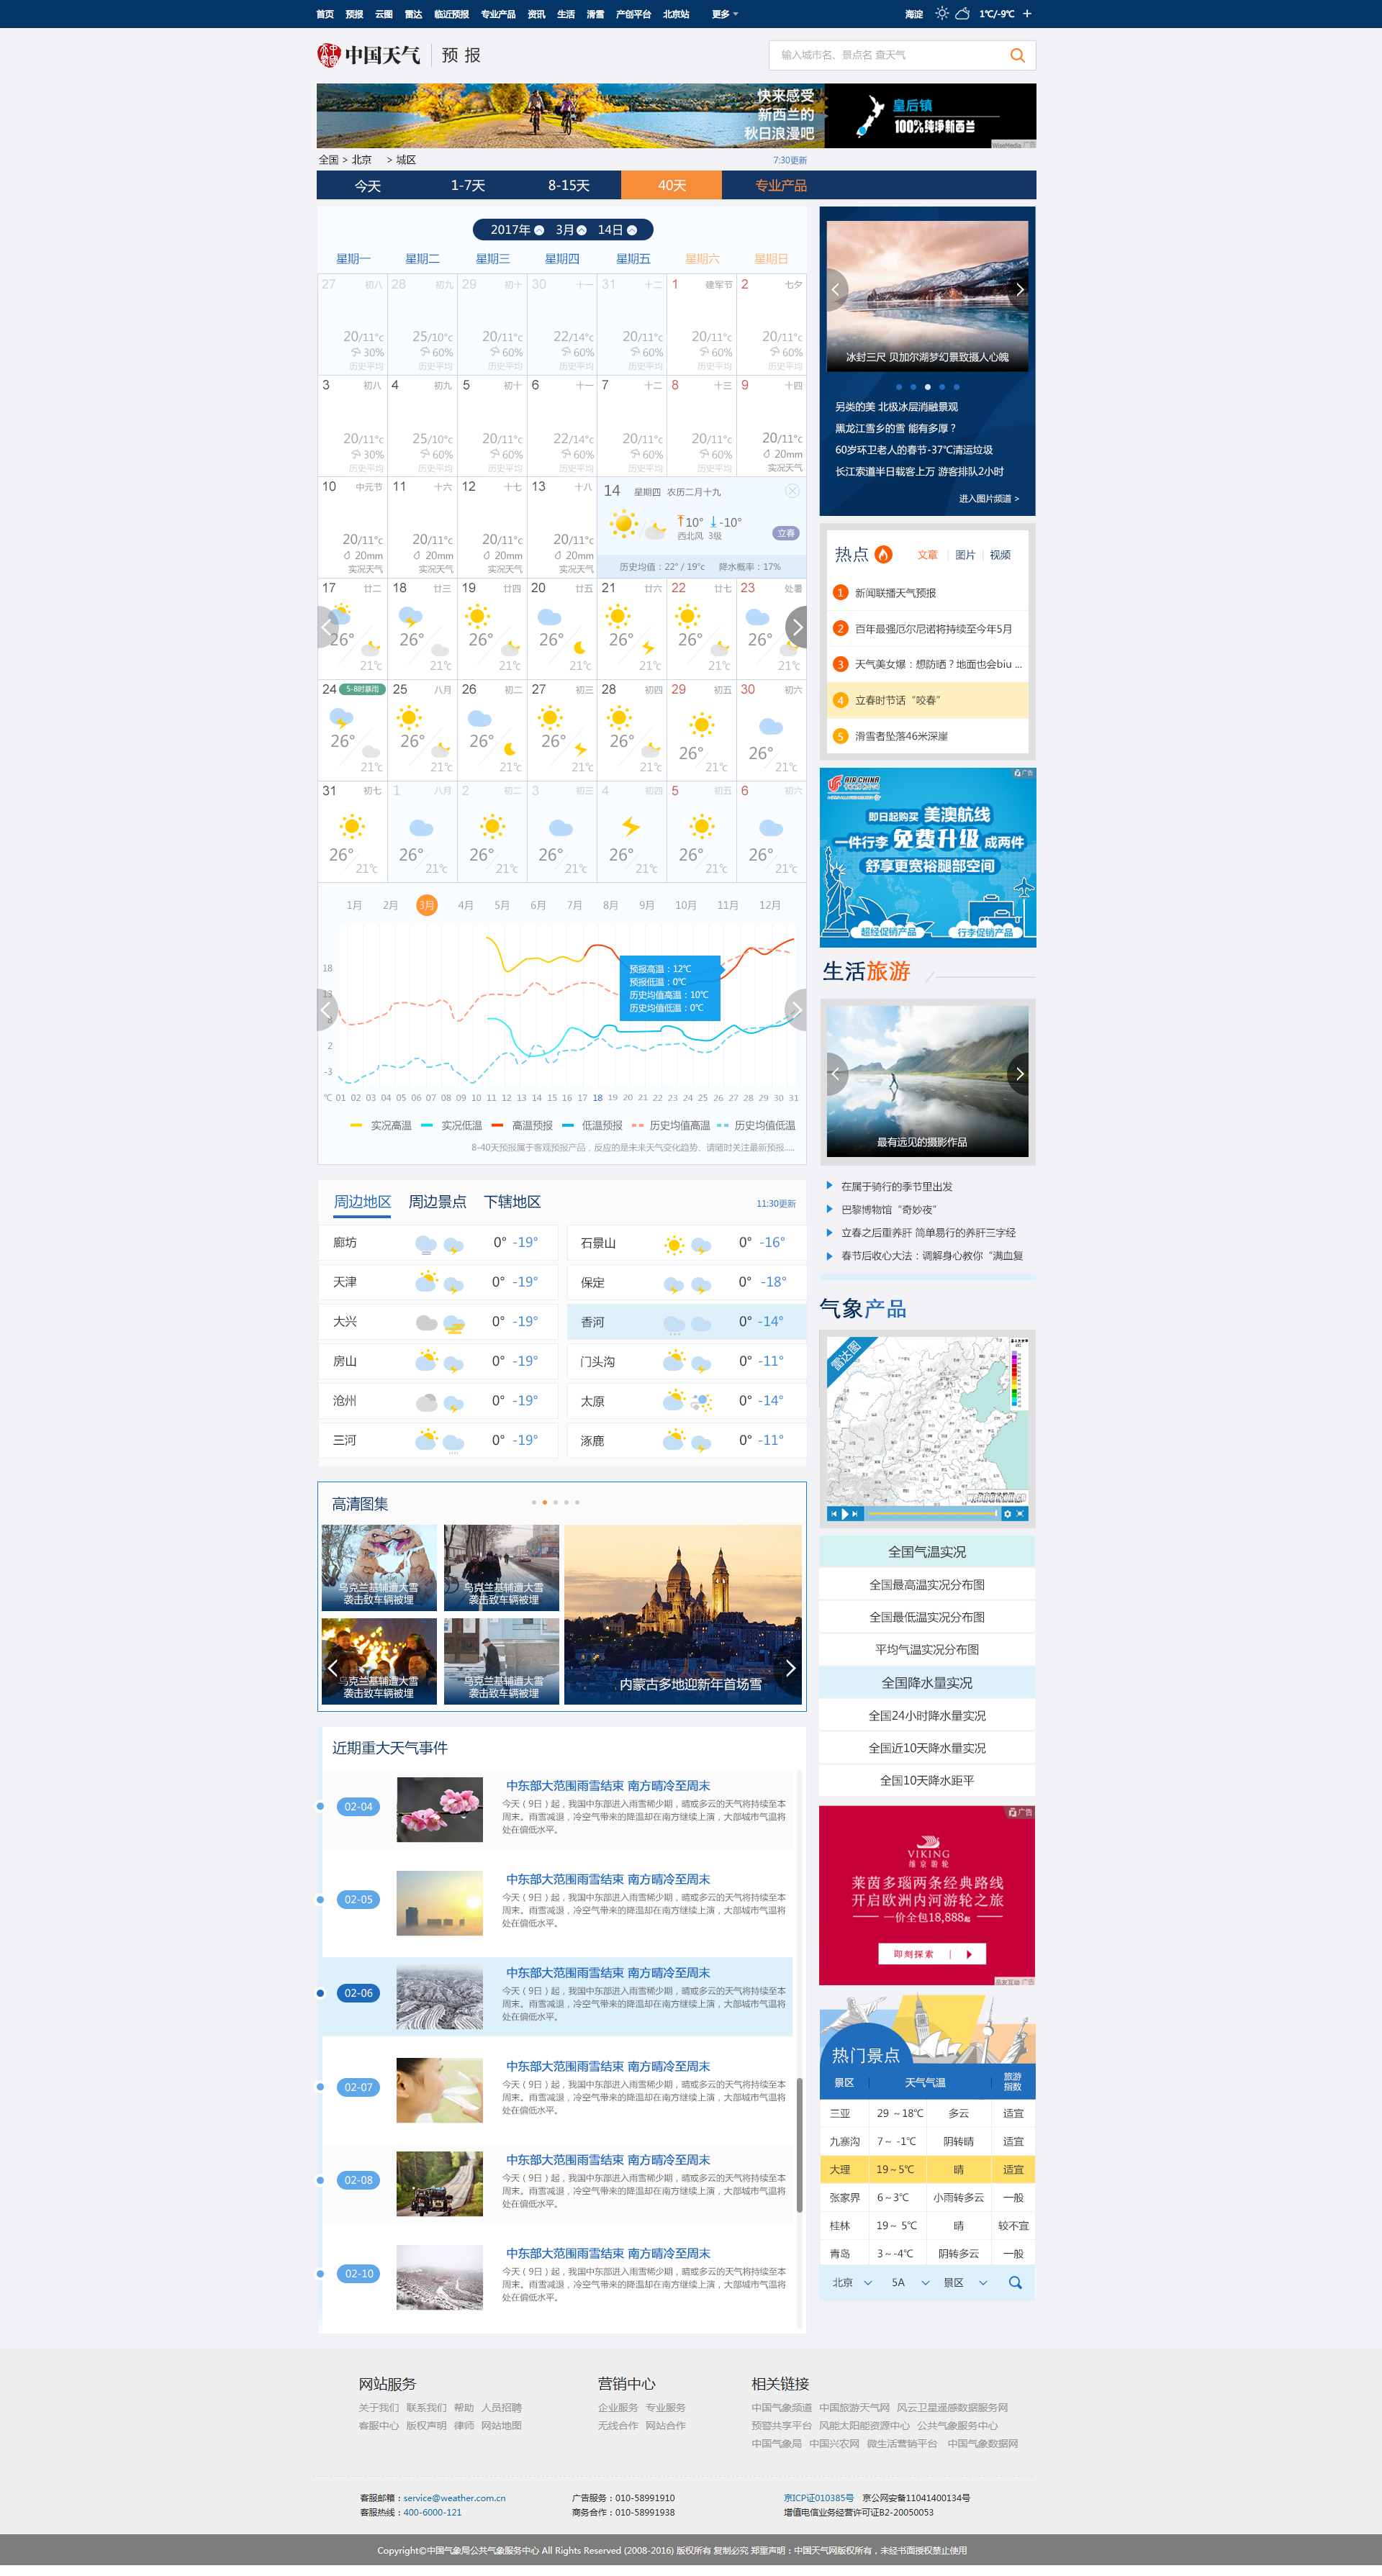 首页 预报 云图 雷达 临近预报 专业产品 资讯 生活 滑雪 产创平台 北京站 更多 海淀 1℃/-9℃ +
中国天气 预报 输入城市名、景点名 查天气
快来感受
新西兰的
秋日浪漫吧
皇后镇
100%纯净新西兰
WiseMedia 广告
全国 > 北京 > 城区 7:30更新
今天 1-7天 8-15天 40天 专业产品
2017年 3月 14日
星期一 星期二 星期三 星期四 星期五 星期六 星期日
27 初八 28 初九 29 初十 30 十一 31 十二 1 建军节 2 七夕
20/11°c 25/10°c 20/11°c 22/14°c 20/11°c 20/11°c 20/11°c
30% 60% 60% 60% 60% 60% 60%
历史平均 历史平均 历史平均 历史平均 历史平均 历史平均 历史平均
3 初八 4 初九 5 初十 6 十一 7 十二 8 十三 9 十四
20/11°c 25/10°c 20/11°c 22/14°c 20/11°c 20/11°c 20/11°c
30% 60% 60% 60% 60% 60% 20mm
历史平均 历史平均 历史平均 历史平均 历史平均 历史平均 实况天气
10 中元节 11 十六 12 十七 13 十八 14 星期四 农历二月十九
10° -10°
西北风 3级 立春
20/11°c 20/11°c 20/11°c 20/11°c
20mm 20mm 20mm 20mm
实况天气 实况天气 实况天气 实况天气 历史均值：22° / 19°c 降水概率：17%
17 廿二 18 廿三 19 廿四 20 廿五 21 廿六 22 廿七 23 处暑
26° 26° 26° 26° 26° 26° 26°
21℃ 21℃ 21℃ 21℃ 21℃ 21℃ 21℃
24 5-8时暴雨 25 八月 26 初二 27 初三 28 初四 29 初五 30 初六
26° 26° 26° 26° 26° 26° 26°
21℃ 21℃ 21℃ 21℃ 21℃ 21℃ 21℃
31 初七 1 八月 2 初二 3 初三 4 初四 5 初五 6 初六
26° 26° 26° 26° 26° 26° 26°
21℃ 21℃ 21℃ 21℃ 21℃ 21℃ 21℃
1月 2月 3月 4月 5月 6月 7月 8月 9月 10月 11月 12月
18
13
2
-3
预报高温：12℃
预报低温：0℃
历史均值高温：10℃
历史均值低温：0℃
℃ 01 02 03 04 05 06 07 08 09 10 11 12 13 14 15 16 17 18 19 20 21 22 23 24 25 26 27 28 29 30 31
实况高温 实况低温 高温预报 低温预报 历史均值高温 历史均值低温
8-40天预报属于客观预报产品，反应的是未来天气变化趋势，请随时关注最新预报.....
周边地区 周边景点 下辖地区 11:30更新
廊坊 0° -19° 石景山 0° -16°
天津 0° -19° 保定 0° -18°
大兴 0° -19° 香河 0° -14°
房山 0° -19° 门头沟 0° -11°
沧州 0° -19° 太原 0° -14°
三河 0° -19° 涿鹿 0° -11°
高清图集
乌克兰基辅遭大雪
袭击致车辆被埋
乌克兰基辅遭大雪
袭击致车辆被埋
乌克兰基辅遭大雪
袭击致车辆被埋
乌克兰基辅遭大雪
袭击致车辆被埋
内蒙古多地迎新年首场雪
近期重大天气事件
02-04
中东部大范围雨雪结束 南方晴冷至周末
今天（9日）起，我国中东部进入雨雪稀少期，晴或多云的天气将持续至本
周末。雨雪减退，冷空气带来的降温却在南方继续上演，大部城市气温将
处在偏低水平。
02-05
中东部大范围雨雪结束 南方晴冷至周末
今天（9日）起，我国中东部进入雨雪稀少期，晴或多云的天气将持续至本
周末。雨雪减退，冷空气带来的降温却在南方继续上演，大部城市气温将
处在偏低水平。
02-06
中东部大范围雨雪结束 南方晴冷至周末
今天（9日）起，我国中东部进入雨雪稀少期，晴或多云的天气将持续至本
周末。雨雪减退，冷空气带来的降温却在南方继续上演，大部城市气温将
处在偏低水平。
02-07
中东部大范围雨雪结束 南方晴冷至周末
今天（9日）起，我国中东部进入雨雪稀少期，晴或多云的天气将持续至本
周末。雨雪减退，冷空气带来的降温却在南方继续上演，大部城市气温将
处在偏低水平。
02-08
中东部大范围雨雪结束 南方晴冷至周末
今天（9日）起，我国中东部进入雨雪稀少期，晴或多云的天气将持续至本
周末。雨雪减退，冷空气带来的降温却在南方继续上演，大部城市气温将
处在偏低水平。
02-10
中东部大范围雨雪结束 南方晴冷至周末
今天（9日）起，我国中东部进入雨雪稀少期，晴或多云的天气将持续至本
周末。雨雪减退，冷空气带来的降温却在南方继续上演，大部城市气温将
处在偏低水平。
冰封三尺 贝加尔湖梦幻景致摄人心魄
另类的美 北极冰层消融景观
黑龙江雪乡的雪 能有多厚？
60岁环卫老人的春节-37℃清运垃圾
长江索道半日载客上万 游客排队2小时
进入图片频道 >
热点 文章 图片 视频
1 新闻联播天气预报
2 百年最强厄尔尼诺将持续至今年5月
3 天气美女爆：想防晒？地面也会biu ...
4 立春时节话“咬春”
5 滑雪者坠落46米深崖
广告
AIR CHINA
即日起购买 美澳航线
一件行李 免费升级 成两件
舒享更宽裕腿部空间
超经促销产品 行李促销产品
生活旅游
最有远见的摄影作品
在属于骑行的季节里出发
巴黎博物馆“奇妙夜”
立春之后重养肝 简单易行的养肝三字经
春节后收心大法：调解身心教你“满血复
气象产品
雷达图
全国气温实况
全国最高温实况分布图
全国最低温实况分布图
平均气温实况分布图
全国降水量实况
全国24小时降水量实况
全国近10天降水量实况
全国10天降水距平
广告
VIKING
维京游轮
莱茵多瑙两条经典路线
开启欧洲内河游轮之旅
一价全包18,888起
即刻探索
品友互动 广告
热门景点
景区 天气气温 旅游指数
三亚 29 ~18℃ 多云 适宜
九寨沟 7～ -1℃ 阴转晴 适宜
大理 19～5℃ 晴 适宜
张家界 6～3℃ 小雨转多云 一般
桂林 19～ 5℃ 晴 较不宜
青岛 3～-4℃ 阴转多云 一般
北京 5A 景区
网站服务 营销中心 相关链接
关于我们 联系我们 帮助 人员招聘 企业服务 专业服务 中国气象频道 中国旅游天气网 风云卫星遥感数据服务网
客服中心 版权声明 律师 网站地图 无线合作 网站合作 预警共享平台 风能太阳能资源中心 公共气象服务中心
中国气象局 中国兴农网 微生活营销平台 中国气象数据网
客服邮箱：service@weather.com.cn 广告服务：010-58991910 京ICP证010385号 京公网安备11041400134号
客服热线：400-6000-121 商务合作：010-58991938 增值电信业务经营许可证B2-20050053
Copyright©中国气象局公共气象服务中心 All Rights Reserved (2008-2016) 版权所有 复制必究 郑重声明：中国天气网版权所有，未经书面授权禁止使用